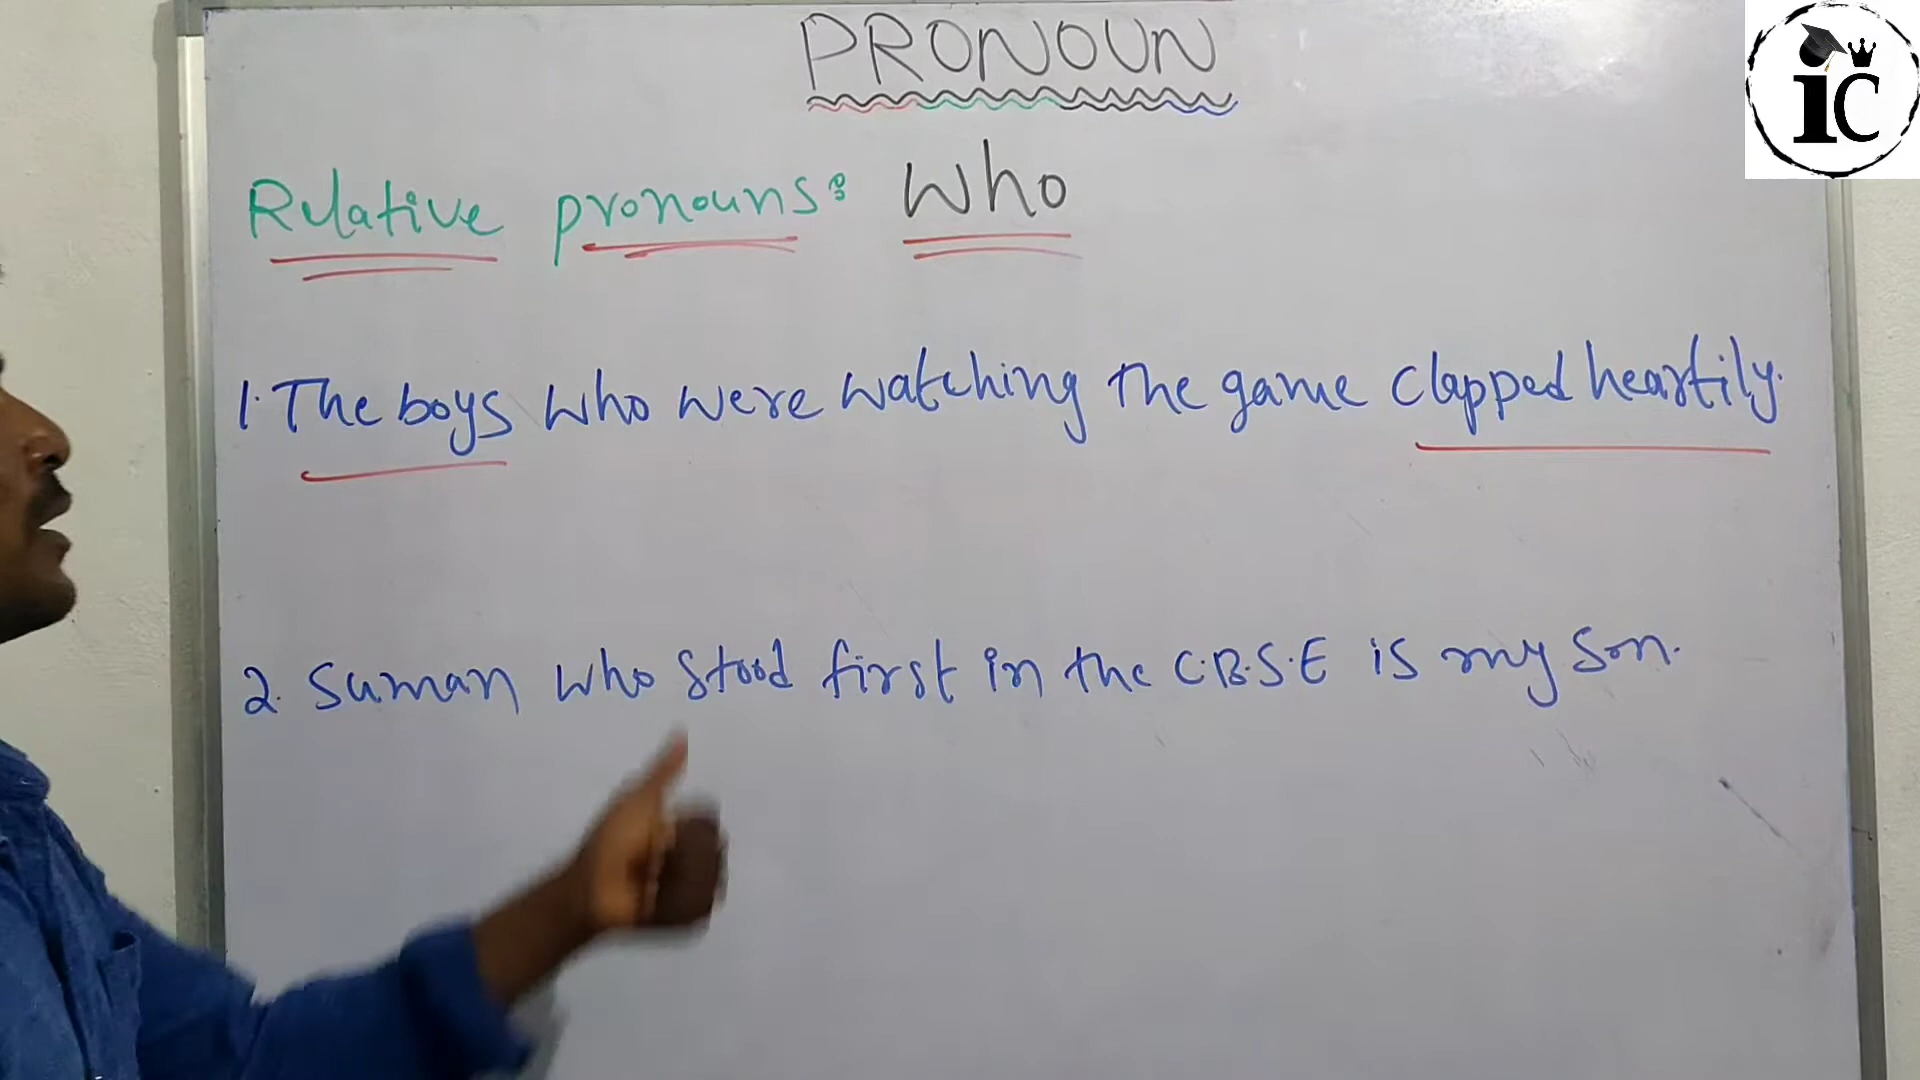 PRONOUN
Relative pronouns: Who
1. The boys who were watching the game clapped heartily.
2. Suman who stood first in the C.B.S.E is my son.
iC